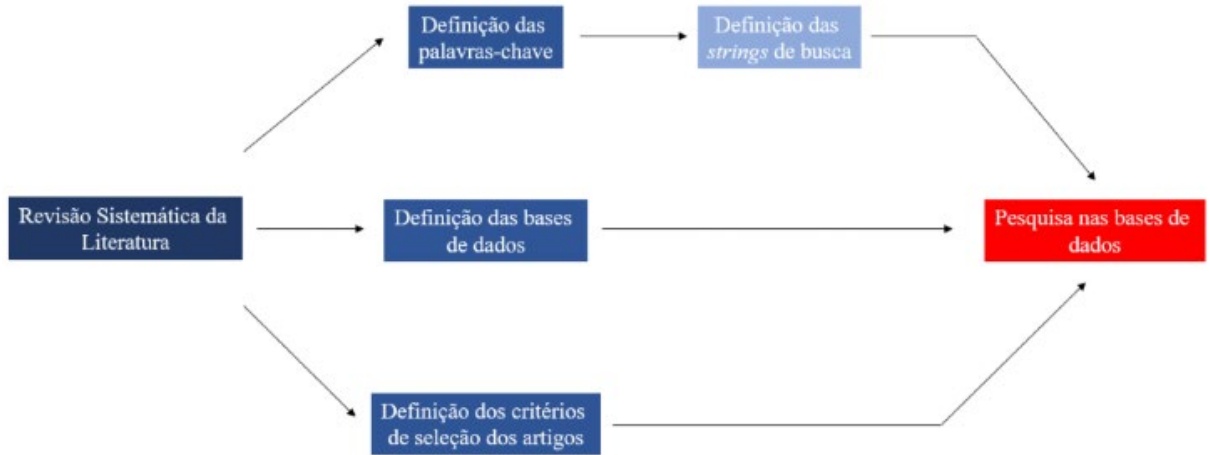 Definição das
palavras-chave
Definição das
strings de busca
Revisão Sistemática da
Literatura
Definição das bases
de dados
Pesquisa nas bases de
dados
Definição dos critérios
de seleção dos artigos